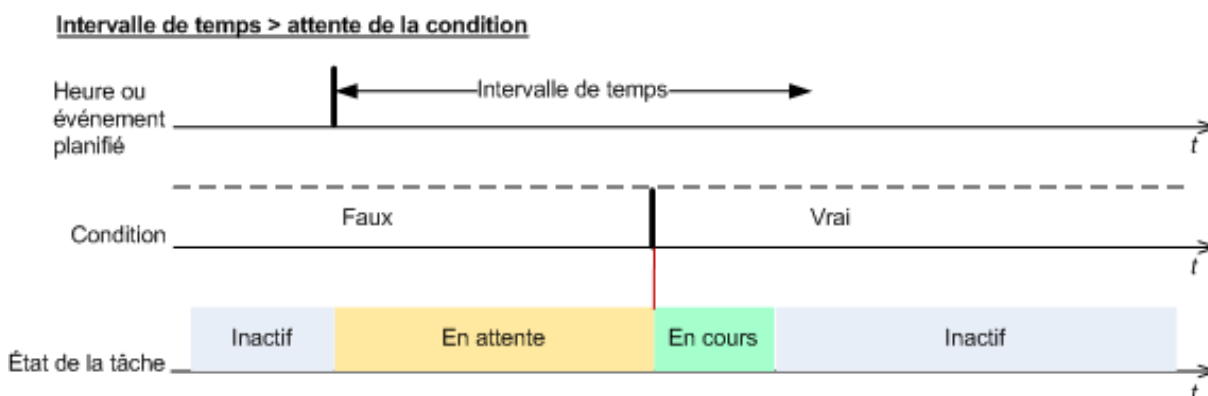 Intervalle de temps > attente de la condition
Heure ou
événement
planifié
Intervalle de temps
t
Condition
Faux
Vrai
t
État de la tâche
Inactif
En attente
En cours
Inactif
t